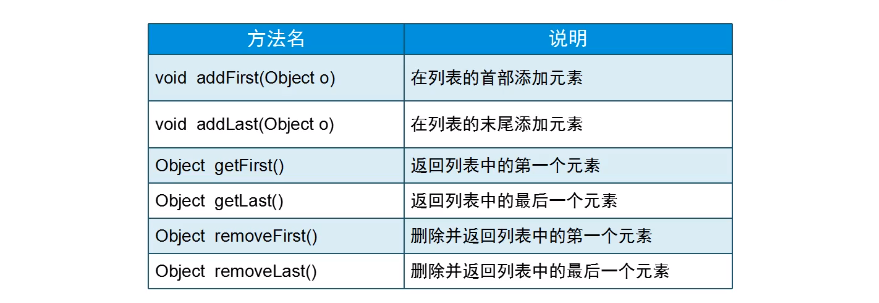 方法名 说明
void addFirst(Object o) 在列表的首部添加元素
void addLast(Object o) 在列表的末尾添加元素
Object getFirst() 返回列表中的第一个元素
Object getLast() 返回列表中的最后一个元素
Object removeFirst() 删除并返回列表中的第一个元素
Object removeLast() 删除并返回列表中的最后一个元素